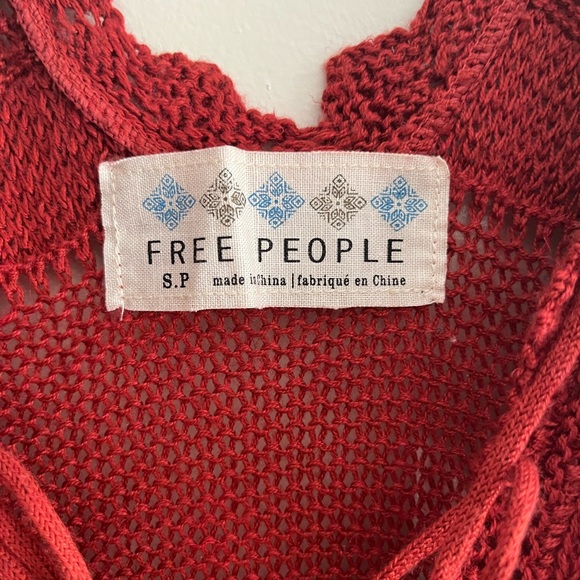 FREE PEOPLE
S.P made in China | fabriqué en Chine